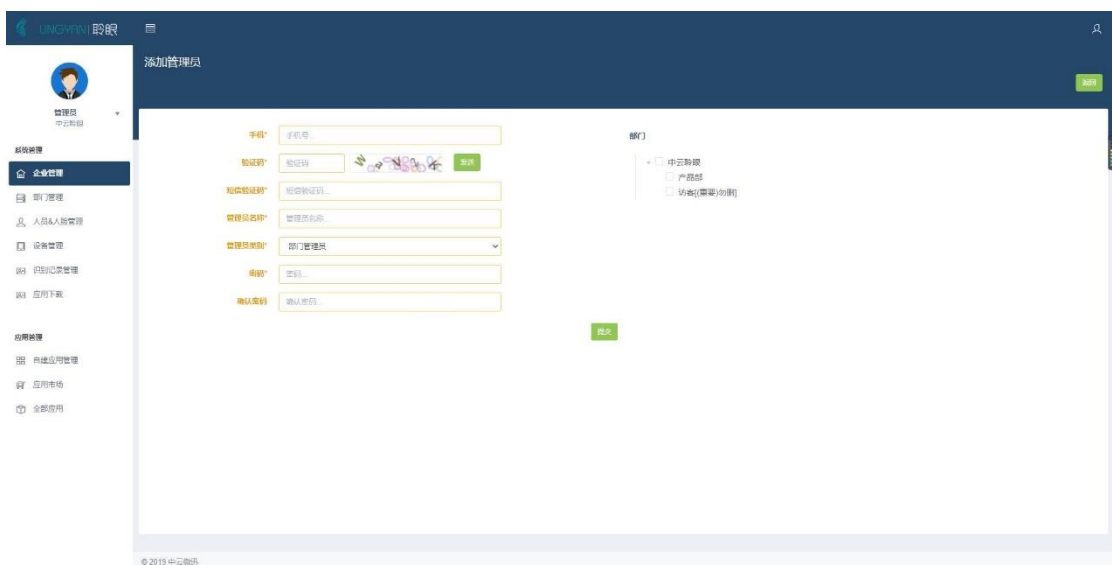 LINGYAN 聆眼
添加管理员
返回
管理员
中云聆眼
系统管理
企业管理
部门管理
人员&人脸管理
设备管理
识别记录管理
应用下载
应用管理
自建应用管理
应用市场
全部应用
手机*
手机号...
验证码*
验证码
发送
短信验证码*
短信验证码...
管理员名称*
管理员名称...
管理员类别*
部门管理员
密码*
密码...
确认密码
确认密码...
部门
中云聆眼
产品部
访客[(重要)勿删]
提交
© 2019 中云微迅